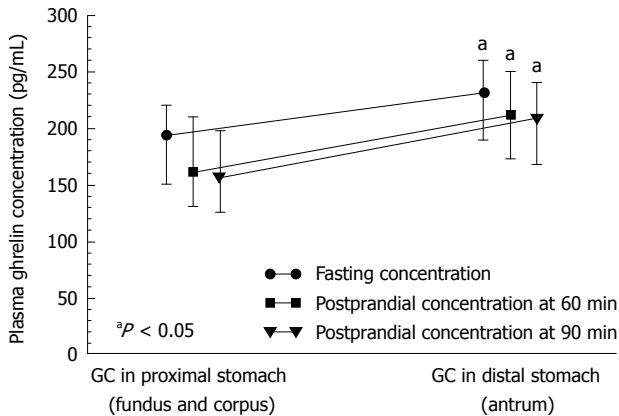 300
250
200
150
100
50
0
Plasma ghrelin concentration (pg/mL)
a
a
a
Fasting concentration
Postprandial concentration at 60 min
Postprandial concentration at 90 min
ᵃP < 0.05
GC in proximal stomach
(fundus and corpus)
GC in distal stomach
(antrum)